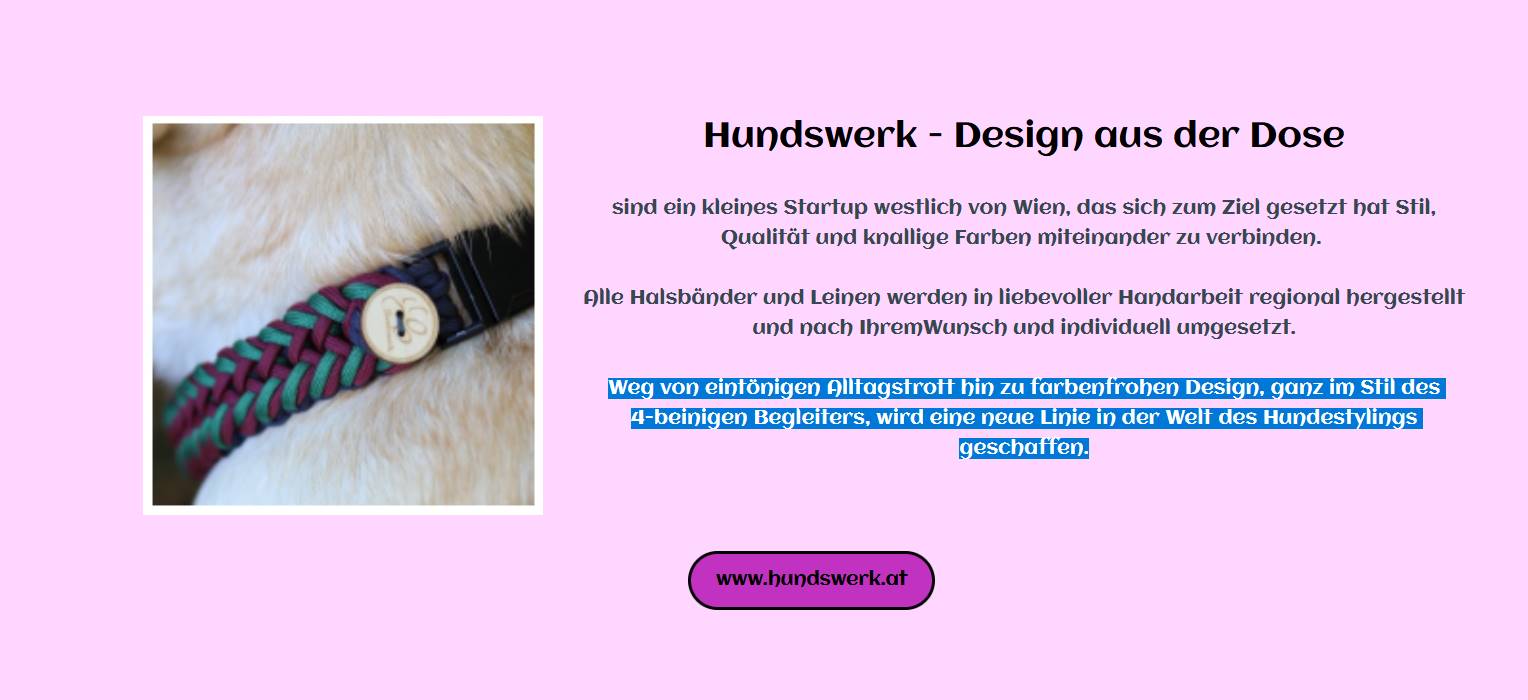 Hundswerk - Design aus der Dose
sind ein kleines Startup westlich von Wien, das sich zum Ziel gesetzt hat Stil,
Qualität und knallige Farben miteinander zu verbinden.
Alle Halsbänder und Leinen werden in liebevoller Handarbeit regional hergestellt
und nach IhremWunsch und individuell umgesetzt.
Weg von eintönigen Alltagstrott hin zu farbenfrohen Design, ganz im Stil des
4-beinigen Begleiters, wird eine neue Linie in der Welt des Hundestylings
geschaffen.
www.hundswerk.at